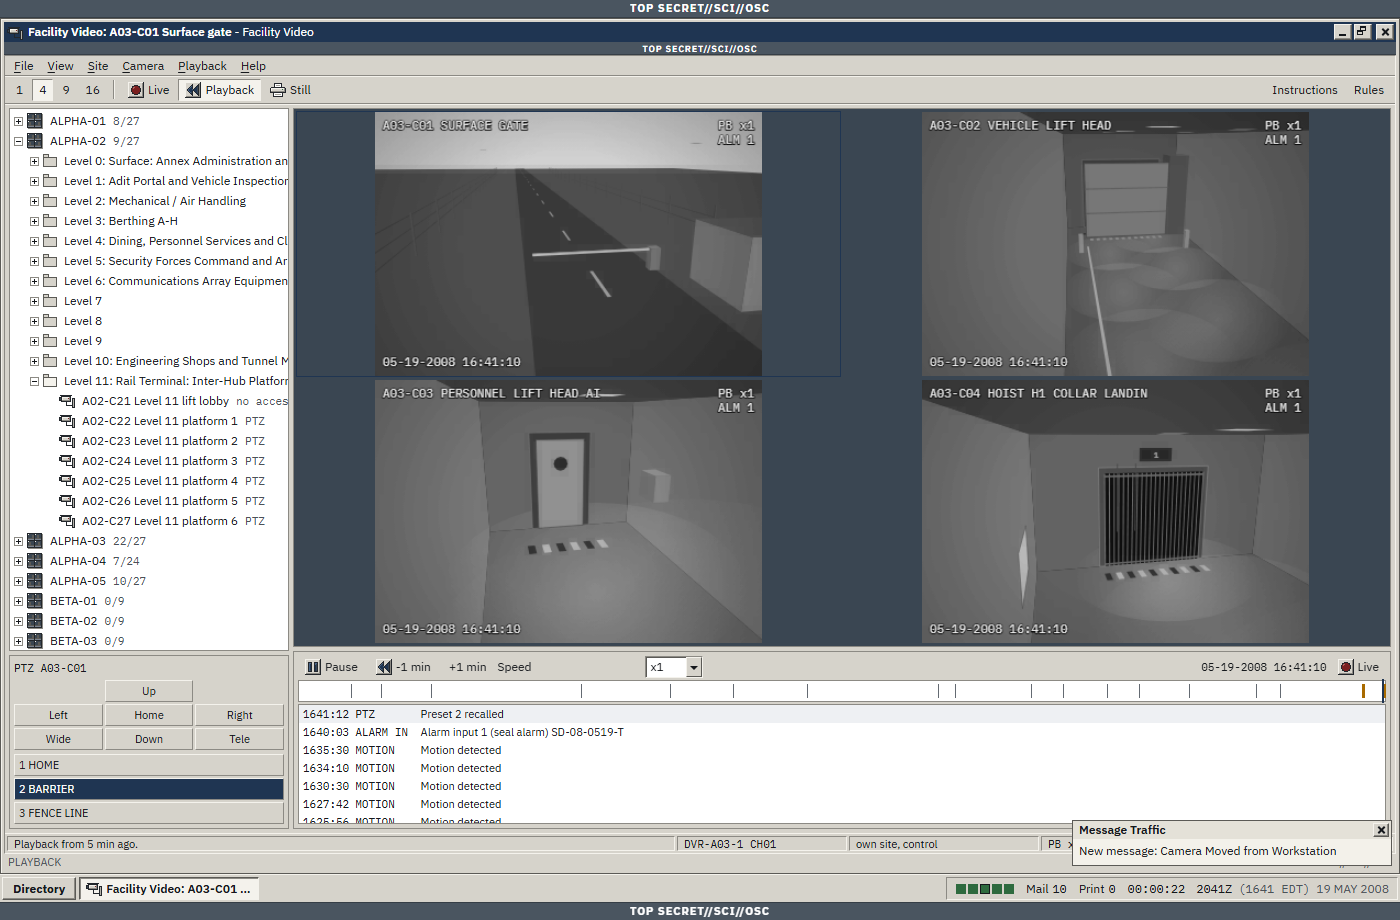 TOP SECRET//SCI//OSC
Facility Video: A03-C01 Surface gate - Facility Video
TOP SECRET//SCI//OSC
File View Site Camera Playback Help
1 4 9 16 Live Playback Still Instructions Rules
ALPHA-01 8/27
ALPHA-02 9/27
Level 0: Surface: Annex Administration an
Level 1: Adit Portal and Vehicle Inspection
Level 2: Mechanical / Air Handling
Level 3: Berthing A-H
Level 4: Dining, Personnel Services and Cl
Level 5: Security Forces Command and Ar
Level 6: Communications Array Equipmen
Level 7
Level 8
Level 9
Level 10: Engineering Shops and Tunnel M
Level 11: Rail Terminal: Inter-Hub Platforr
A02-C21 Level 11 lift lobby no acces
A02-C22 Level 11 platform 1 PTZ
A02-C23 Level 11 platform 2 PTZ
A02-C24 Level 11 platform 3 PTZ
A02-C25 Level 11 platform 4 PTZ
A02-C26 Level 11 platform 5 PTZ
A02-C27 Level 11 platform 6 PTZ
ALPHA-03 22/27
ALPHA-04 7/24
ALPHA-05 10/27
BETA-01 0/9
BETA-02 0/9
BETA-03 0/9
A03-C01 SURFACE GATE PB x1
ALM 1
05-19-2008 16:41:10
A03-C02 VEHICLE LIFT HEAD PB x1
ALM 1
05-19-2008 16:41:10
A03-C03 PERSONNEL LIFT HEAD AI PB x1
ALM 1
05-19-2008 16:41:10
A03-C04 HOIST H1 COLLAR LANDIN PB x1
ALM 1
1
05-19-2008 16:41:10
PTZ A03-C01
Up
Left Home Right
Wide Down Tele
1 HOME
2 BARRIER
3 FENCE LINE
Pause -1 min +1 min Speed x1 05-19-2008 16:41:10 Live
1641:12 PTZ Preset 2 recalled
1640:03 ALARM IN Alarm input 1 (seal alarm) SD-08-0519-T
1635:30 MOTION Motion detected
1634:10 MOTION Motion detected
1630:30 MOTION Motion detected
1627:42 MOTION Motion detected
1625:56 MOTION Motion detected
Playback from 5 min ago. DVR-A03-1 CH01 own site, control PB x
Message Traffic
New message: Camera Moved from Workstation
PLAYBACK
Directory Facility Video: A03-C01 ... Mail 10 Print 0 00:00:22 2041Z (1641 EDT) 19 MAY 2008
TOP SECRET//SCI//OSC